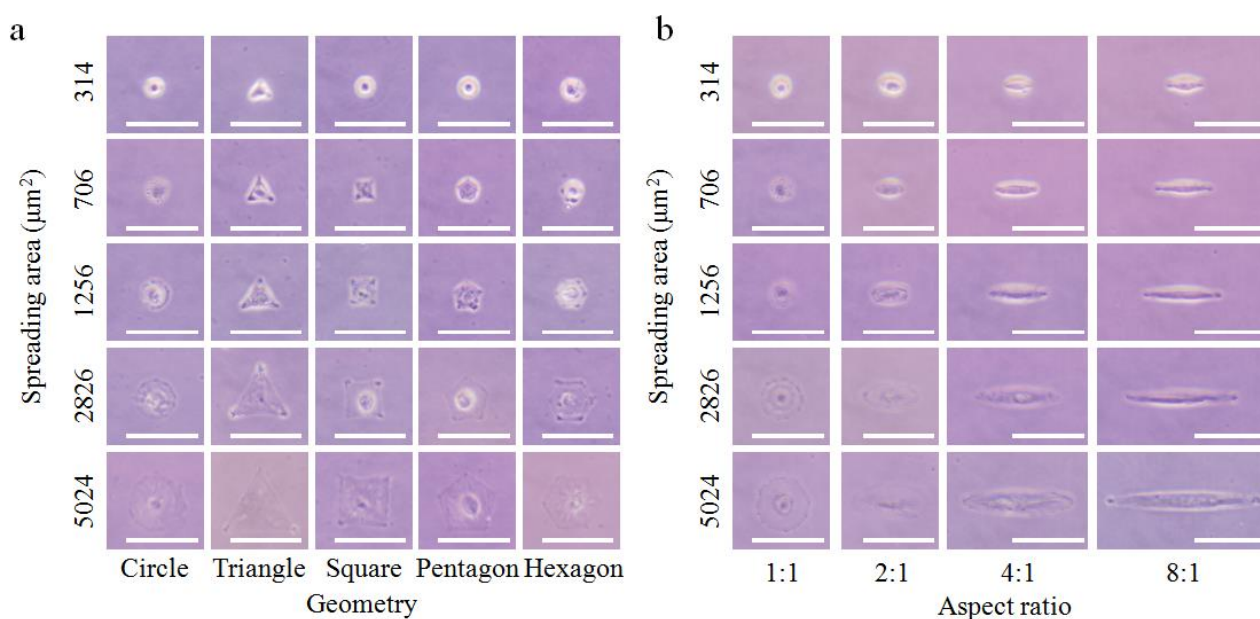 a
Spreading area (μm²)
314
706
1256
2826
5024
Circle Triangle Square Pentagon Hexagon
Geometry
b
Spreading area (μm²)
314
706
1256
2826
5024
1:1 2:1 4:1 8:1
Aspect ratio